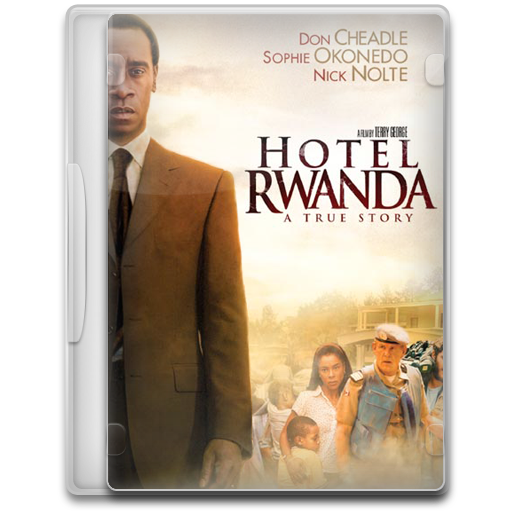 DON CHEADLE
SOPHIE OKONEDO
NICK NOLTE
A FILM BY TERRY GEORGE
HOTEL
RWANDA
A TRUE STORY